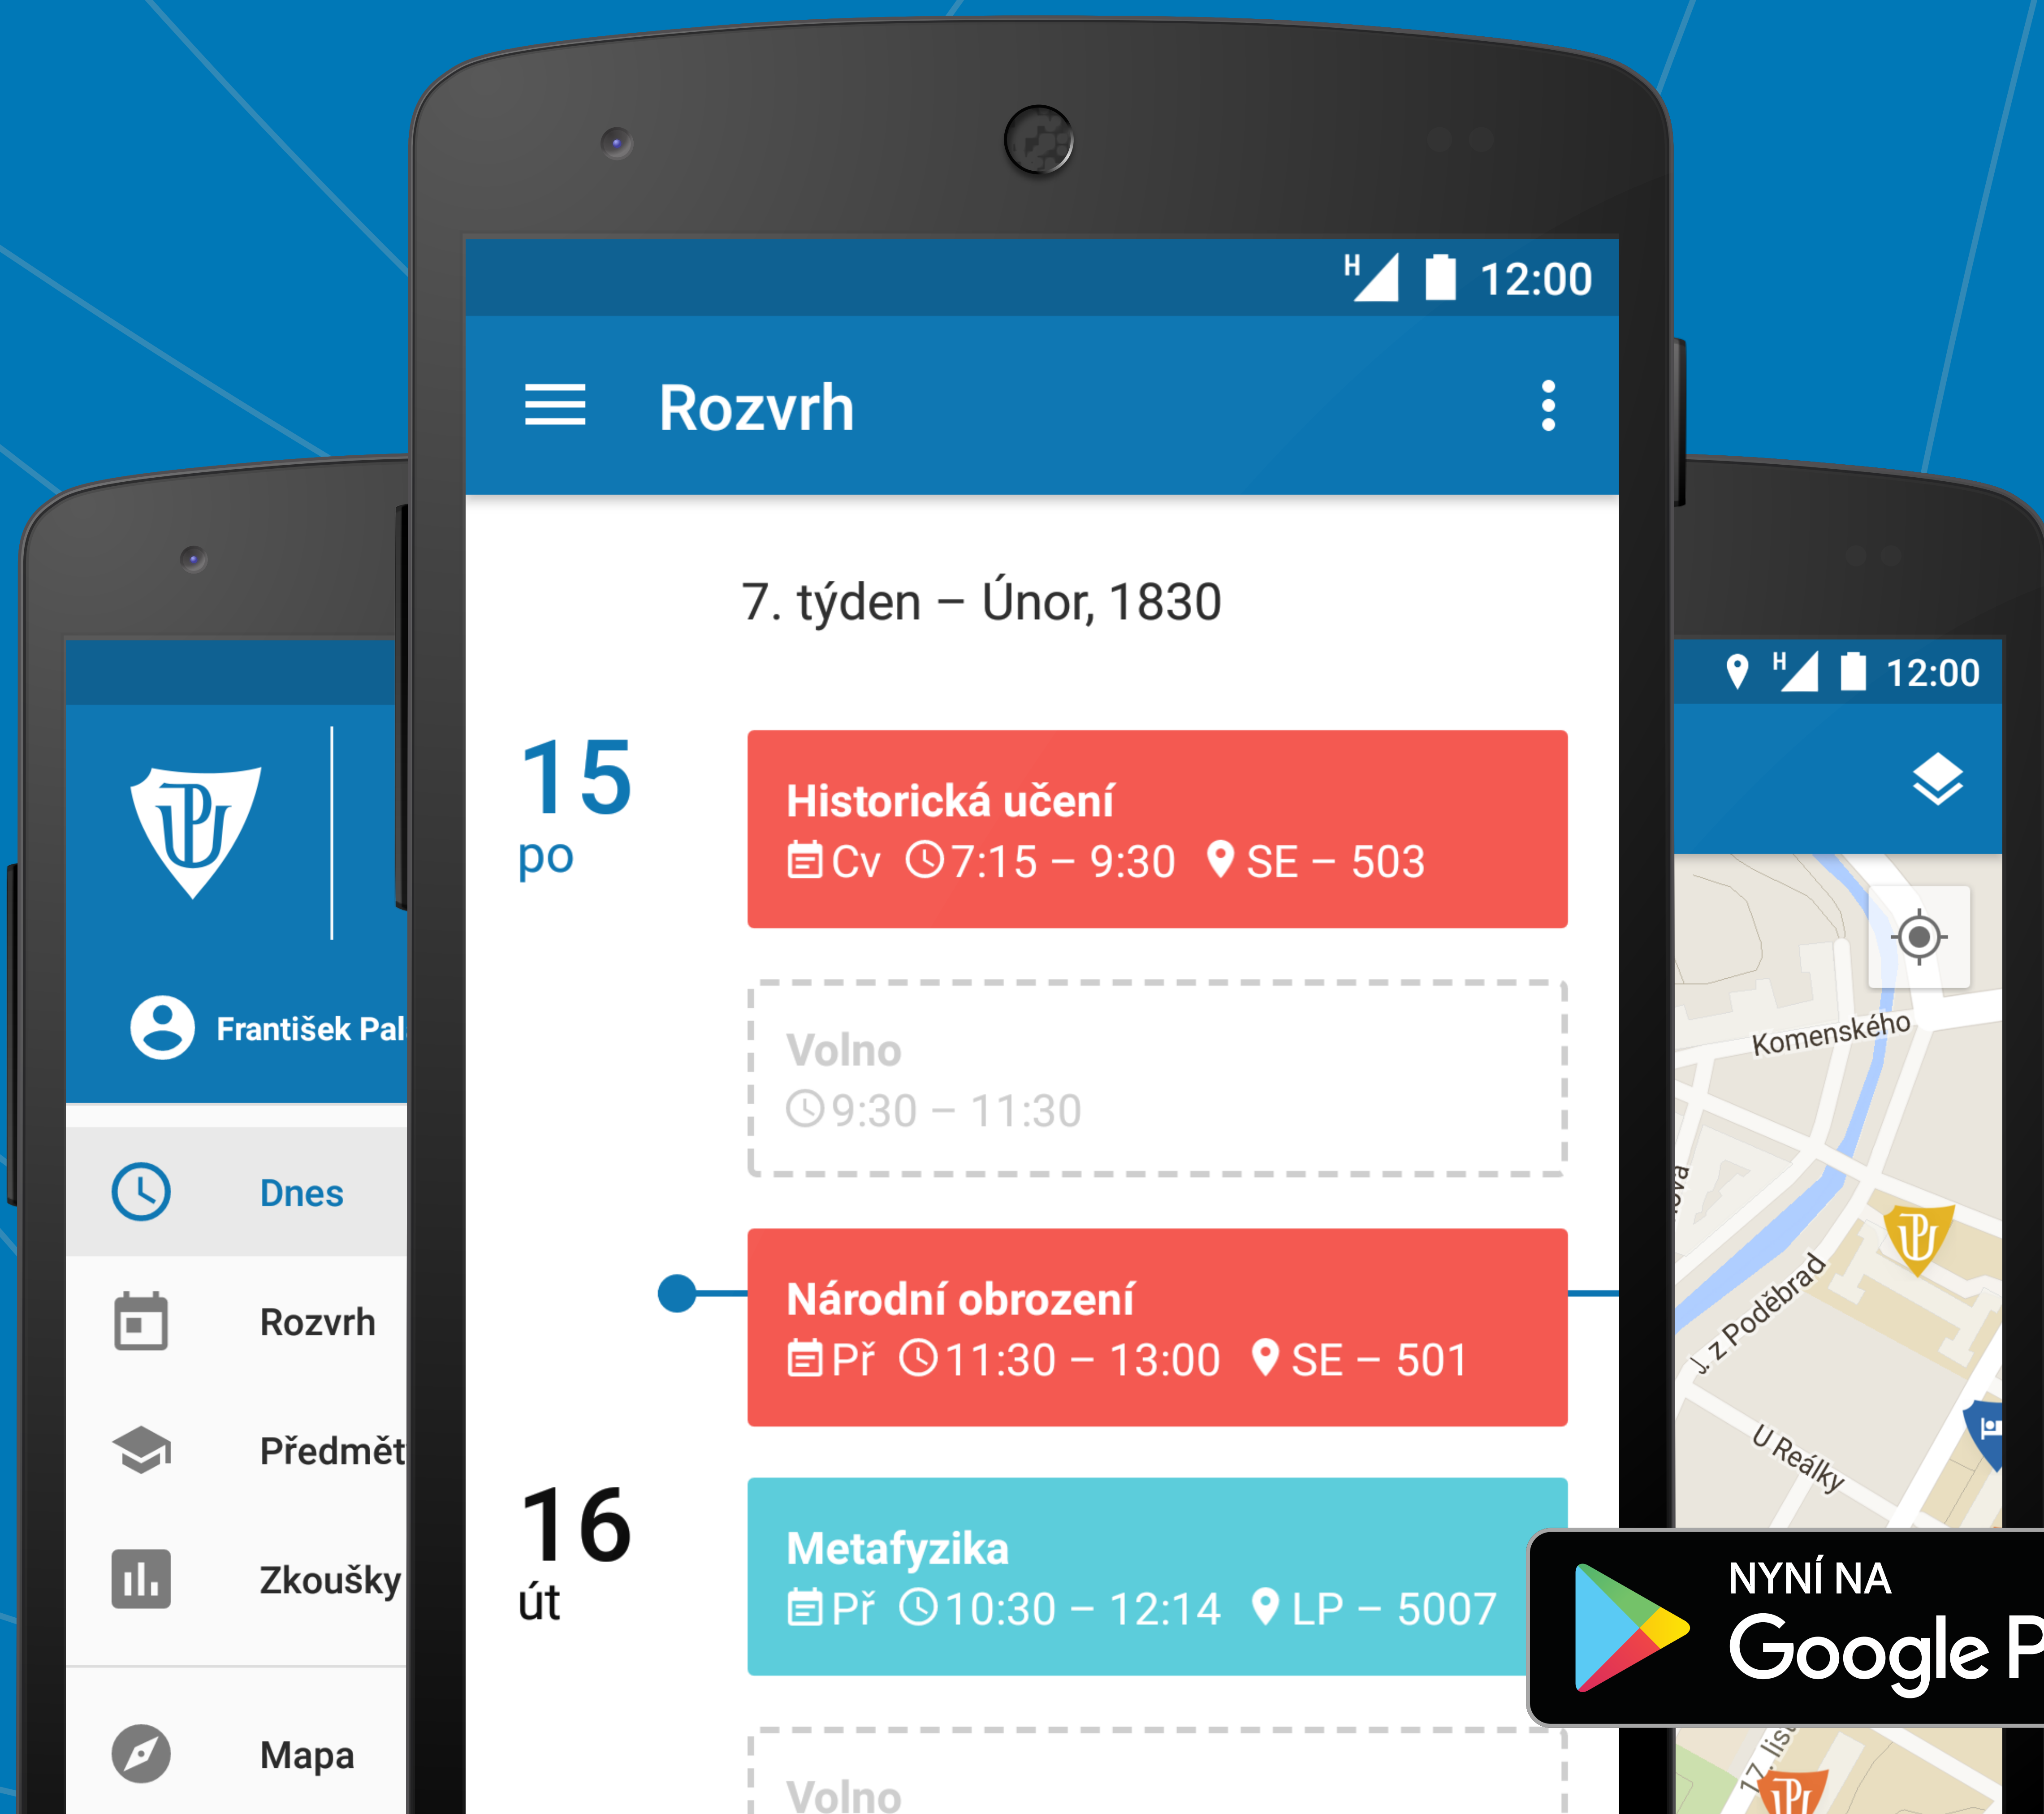 12:00
Rozvrh
7. týden – Únor, 1830
15
po
Historická učení
Cv 7:15 – 9:30 SE – 503
Volno
9:30 – 11:30
Národní obrození
Př 11:30 – 13:00 SE – 501
16
út
Metafyzika
Př 10:30 – 12:14 LP – 5007
Volno
UP
František Pal
Dnes
Rozvrh
Předmět
Zkoušky
Mapa
H 12:00
Komenského
J. z Poděbrad
U Reálky
17. lis
NYNÍ NA
Google P